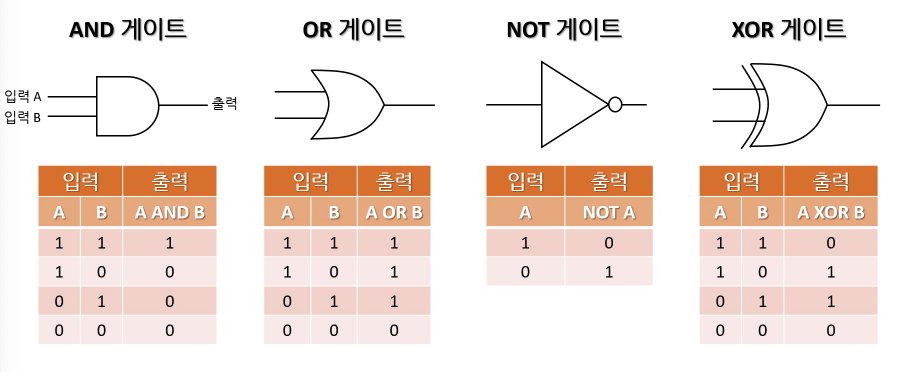 AND 게이트
OR 게이트
NOT 게이트
XOR 게이트
입력 A
입력 B
출력
입력 출력
A B A AND B
1 1 1
1 0 0
0 1 0
0 0 0
입력 출력
A B A OR B
1 1 1
1 0 1
0 1 1
0 0 0
입력 출력
A NOT A
1 0
0 1
입력 출력
A B A XOR B
1 1 0
1 0 1
0 1 1
0 0 0